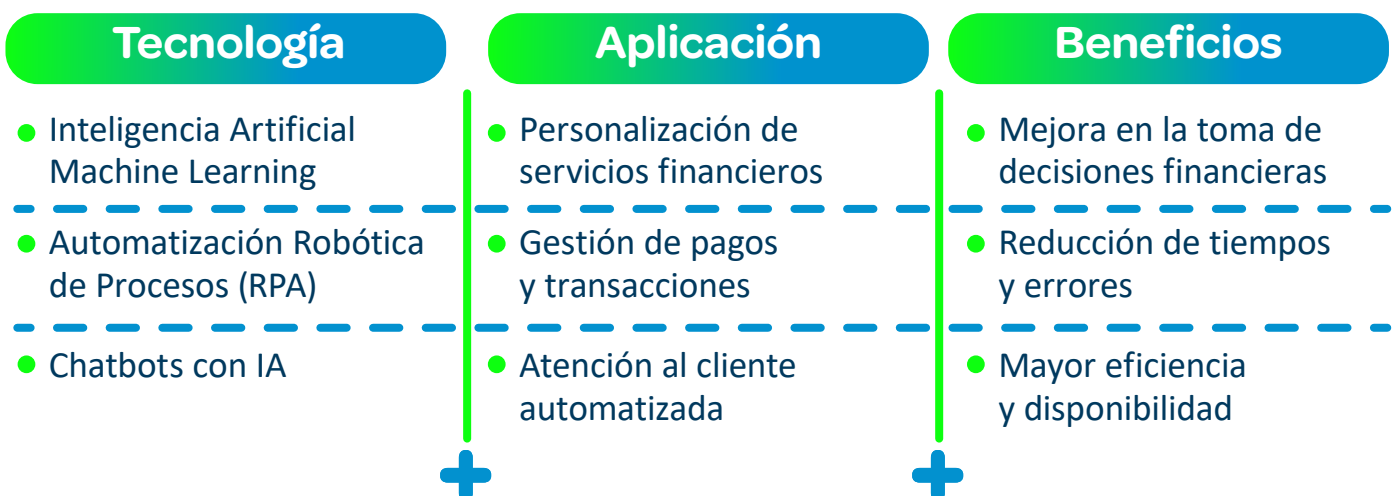 Tecnología
Aplicación
Beneficios
Inteligencia Artificial
Machine Learning
Personalización de
servicios financieros
Mejora en la toma de
decisiones financieras
Automatización Robótica
de Procesos (RPA)
Gestión de pagos
y transacciones
Reducción de tiempos
y errores
Chatbots con IA
Atención al cliente
automatizada
Mayor eficiencia
y disponibilidad